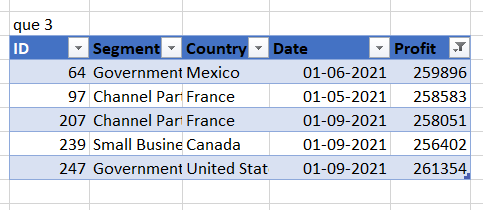 que 3
ID Segment Country Date Profit
64 Government Mexico 01-06-2021 259896
97 Channel Par France 01-05-2021 258583
207 Channel Par France 01-09-2021 258051
239 Small Busine Canada 01-09-2021 256402
247 Government United Stat 01-09-2021 261354